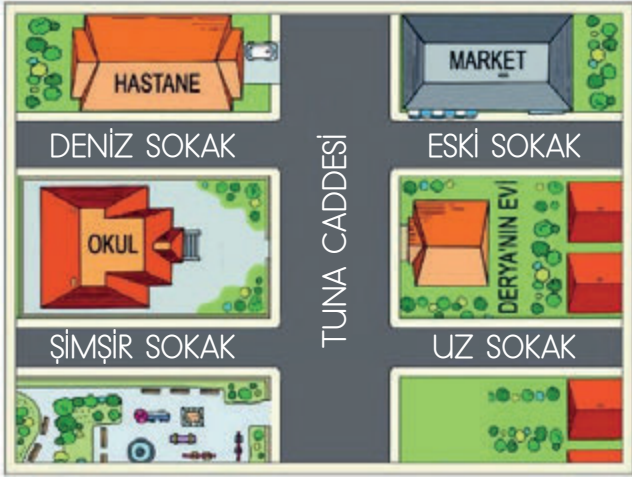 HASTANE
MARKET
DENİZ SOKAK
ESKİ SOKAK
TUNA CADDESİ
OKUL
DERYA'NIN EVİ
ŞİMŞİR SOKAK
UZ SOKAK